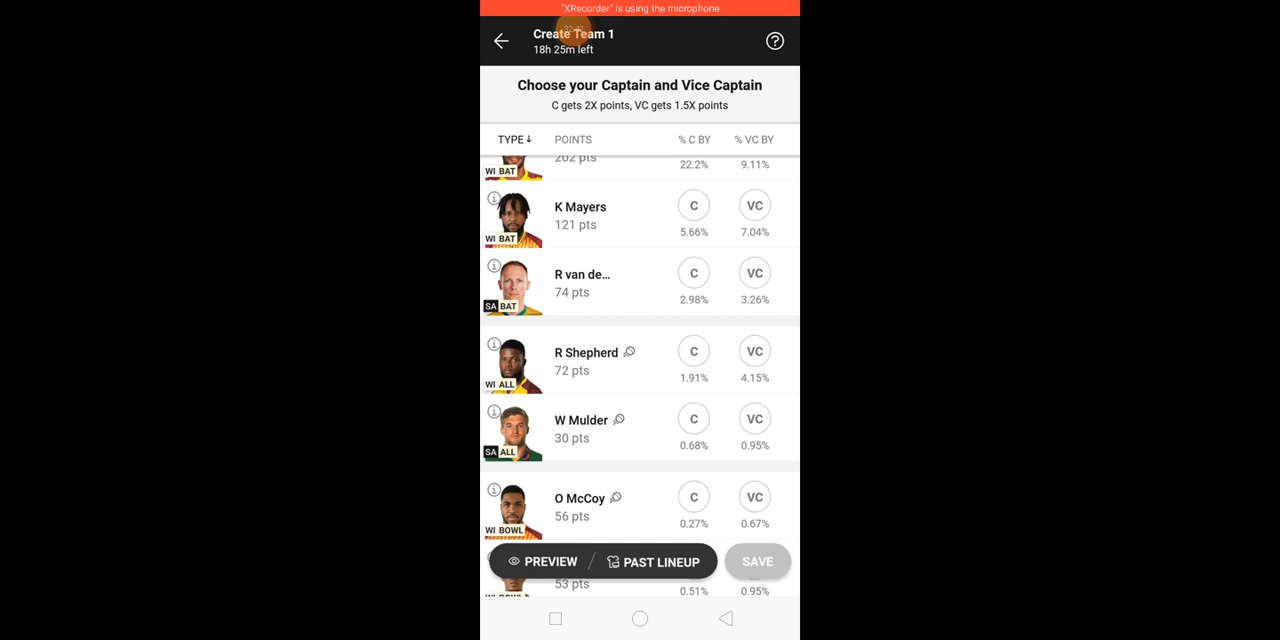 "XRecorder" is using the microphone
Create Team 1
18h 25m left
Choose your Captain and Vice Captain
C gets 2X points, VC gets 1.5X points
TYPE↓ POINTS % C BY % VC BY
202 pts 22.2% 9.11%
WI BAT
K Mayers C VC
121 pts 5.66% 7.04%
WI BAT
R van de... C VC
74 pts 2.98% 3.26%
SA BAT
R Shepherd C VC
72 pts 1.91% 4.15%
WI ALL
W Mulder C VC
30 pts 0.68% 0.95%
SA ALL
O McCoy C VC
56 pts 0.27% 0.67%
WI BOWL
PREVIEW / PAST LINEUP SAVE
53 pts 0.51% 0.95%